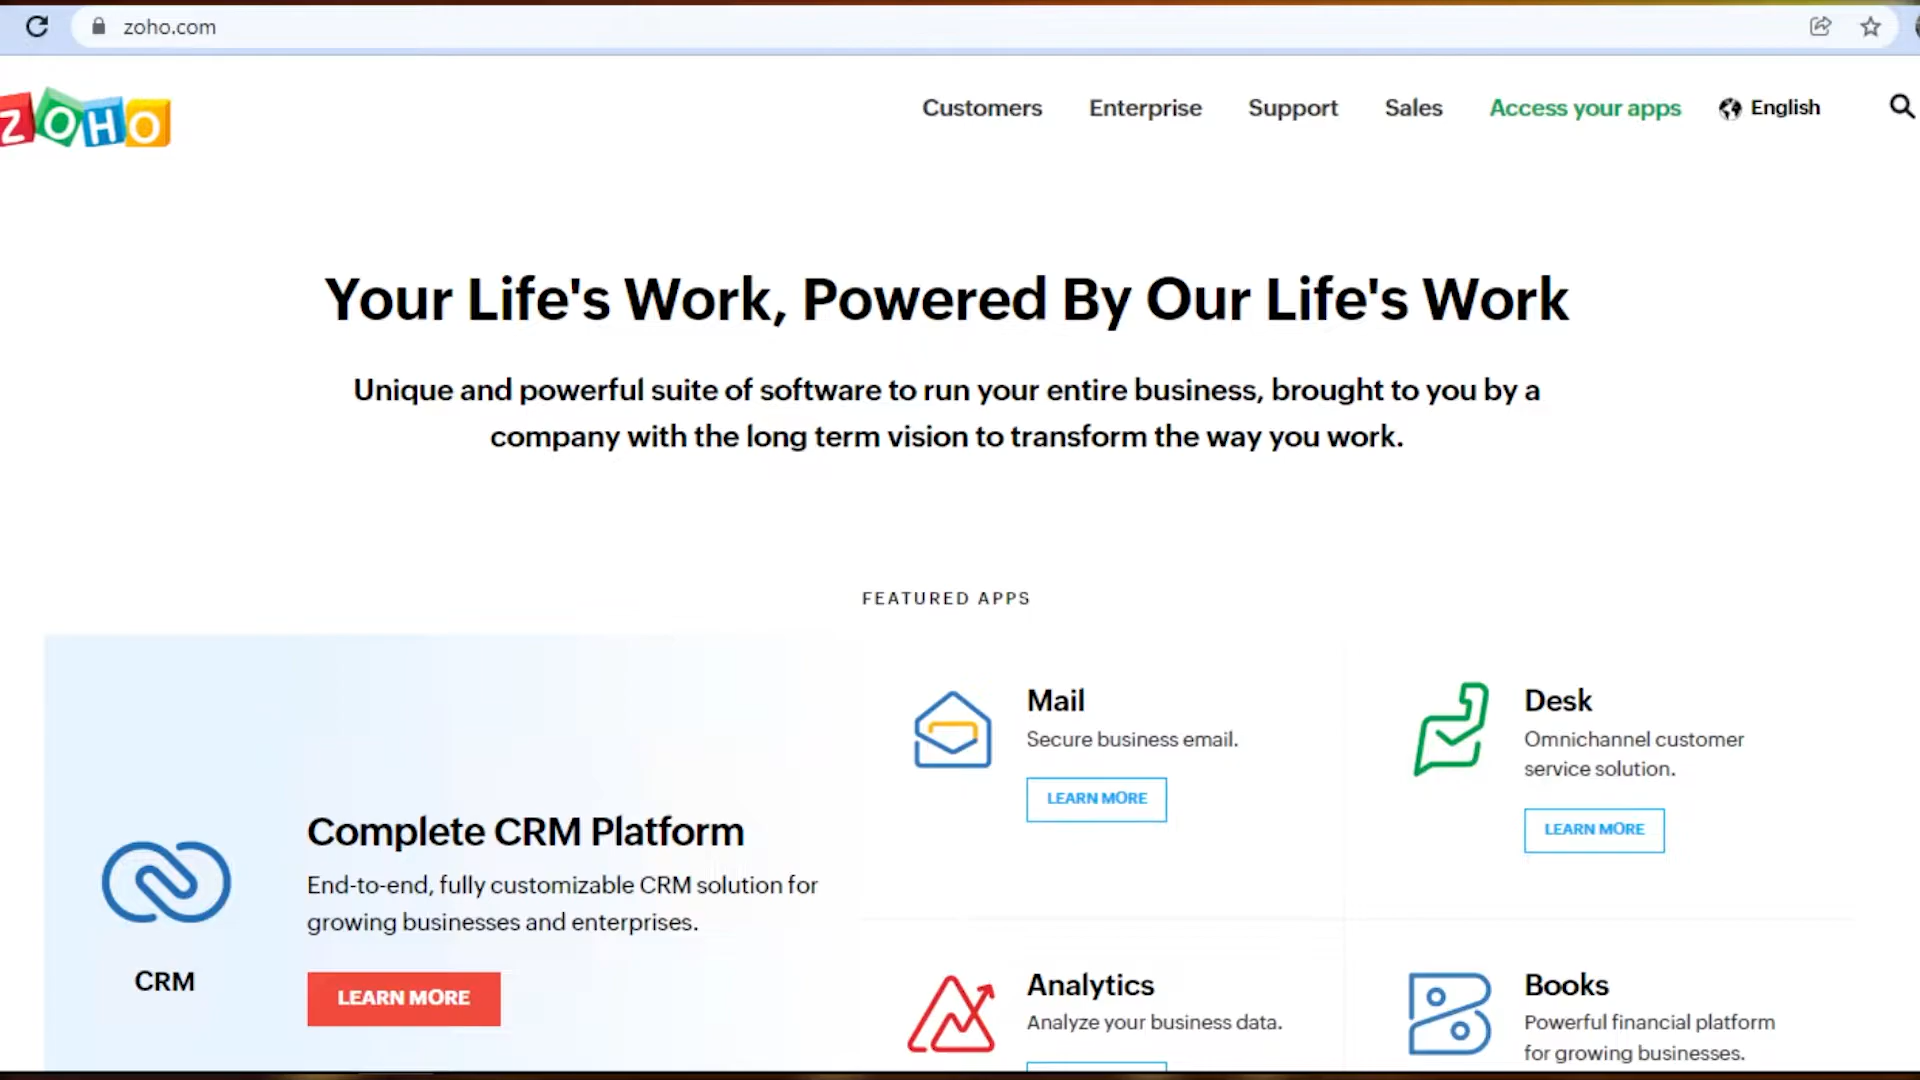 zoho.com
ZOHO
Customers
Enterprise
Support
Sales
Access your apps
English
Your Life's Work, Powered By Our Life's Work
Unique and powerful suite of software to run your entire business, brought to you by a
company with the long term vision to transform the way you work.
FEATURED APPS
CRM
Complete CRM Platform
End-to-end, fully customizable CRM solution for
growing businesses and enterprises.
LEARN MORE
Mail
Secure business email.
LEARN MORE
Desk
Omnichannel customer
service solution.
LEARN MORE
Analytics
Analyze your business data.
Books
Powerful financial platform
for growing businesses.